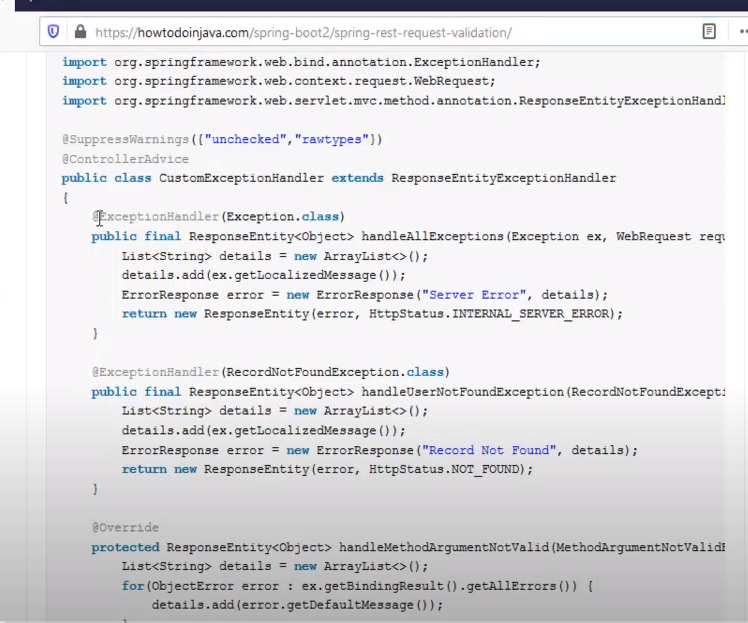 https://howtodoinjava.com/spring-boot2/spring-rest-request-validation/
import org.springframework.web.bind.annotation.ExceptionHandler;
import org.springframework.web.context.request.WebRequest;
import org.springframework.web.servlet.mvc.method.annotation.ResponseEntityExceptionHandl
@SuppressWarnings({"unchecked","rawtypes"})
@ControllerAdvice
public class CustomExceptionHandler extends ResponseEntityExceptionHandler
{
@ExceptionHandler(Exception.class)
public final ResponseEntity<Object> handleAllExceptions(Exception ex, WebRequest requ
List<String> details = new ArrayList<>();
details.add(ex.getLocalizedMessage());
ErrorResponse error = new ErrorResponse("Server Error", details);
return new ResponseEntity(error, HttpStatus.INTERNAL_SERVER_ERROR);
}
@ExceptionHandler(RecordNotFoundException.class)
public final ResponseEntity<Object> handleUserNotFoundException(RecordNotFoundExcepti
List<String> details = new ArrayList<>();
details.add(ex.getLocalizedMessage());
ErrorResponse error = new ErrorResponse("Record Not Found", details);
return new ResponseEntity(error, HttpStatus.NOT_FOUND);
}
@Override
protected ResponseEntity<Object> handleMethodArgumentNotValid(MethodArgumentNotValidE
List<String> details = new ArrayList<>();
for(ObjectError error : ex.getBindingResult().getAllErrors()) {
details.add(error.getDefaultMessage());
}